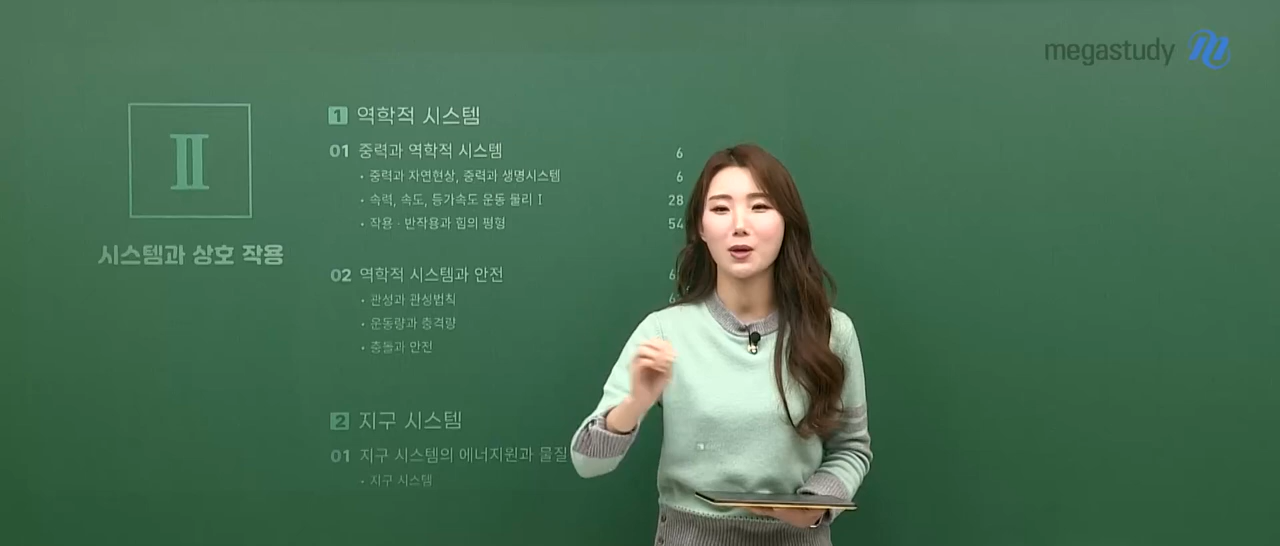 megastudy
Ⅱ
시스템과 상호 작용
1 역학적 시스템
01 중력과 역학적 시스템 6
• 중력과 자연현상, 중력과 생명시스템 6
• 속력, 속도, 등가속도 운동 물리 Ⅰ 28
• 작용 · 반작용과 힘의 평형 54
02 역학적 시스템과 안전
• 관성과 관성법칙
• 운동량과 충격량
• 충돌과 안전
2 지구 시스템
01 지구 시스템의 에너지원과 물질
• 지구 시스템